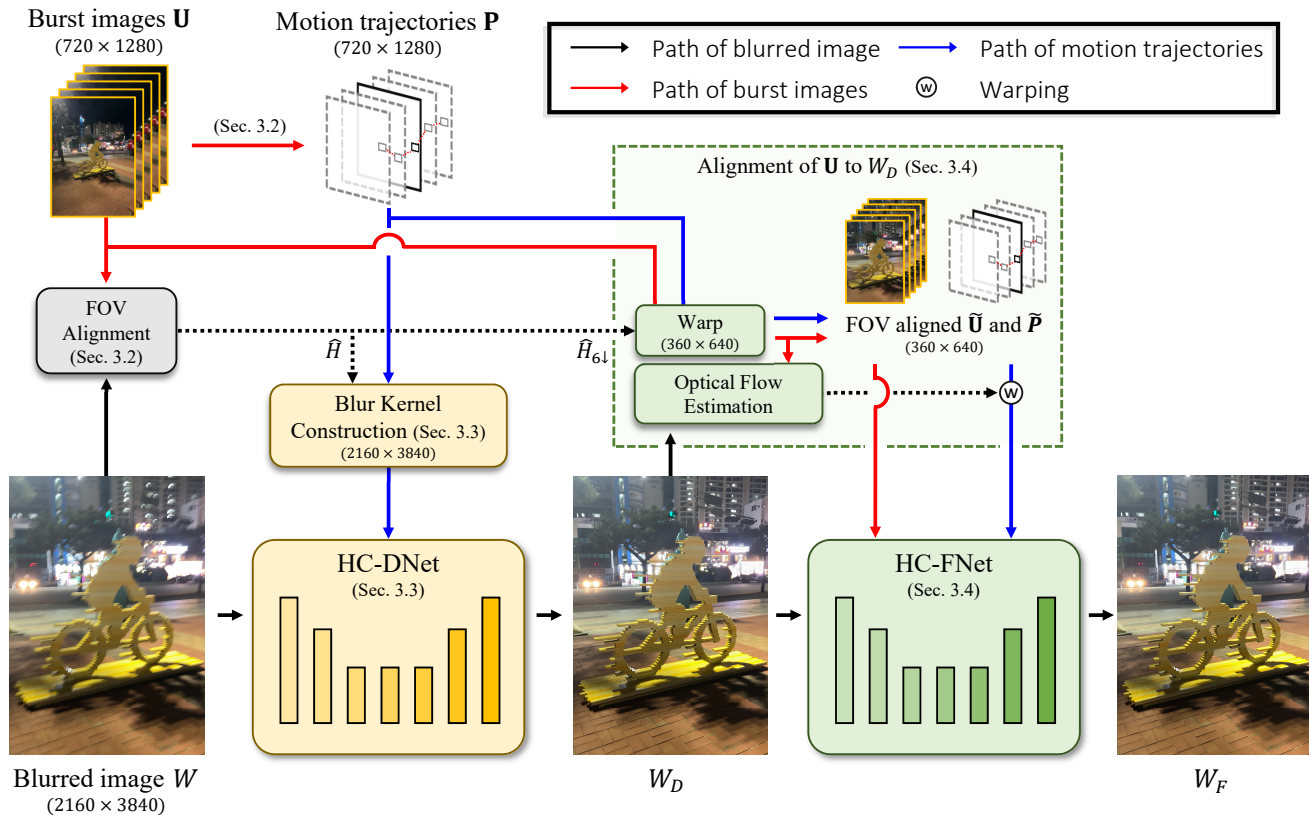 Burst images U
(720 × 1280)
Motion trajectories P
(720 × 1280)
Path of blurred image
Path of motion trajectories
Path of burst images
w Warping
(Sec. 3.2)
Alignment of U to W_D (Sec. 3.4)
FOV
Alignment
(Sec. 3.2)
Ĥ
Ĥ_6↓
Warp
(360 × 640)
FOV aligned Ũ and P̃
(360 × 640)
Optical Flow
Estimation
w
Blur Kernel
Construction (Sec. 3.3)
(2160 × 3840)
HC-DNet
(Sec. 3.3)
HC-FNet
(Sec. 3.4)
Blurred image W
(2160 × 3840)
W_D
W_F